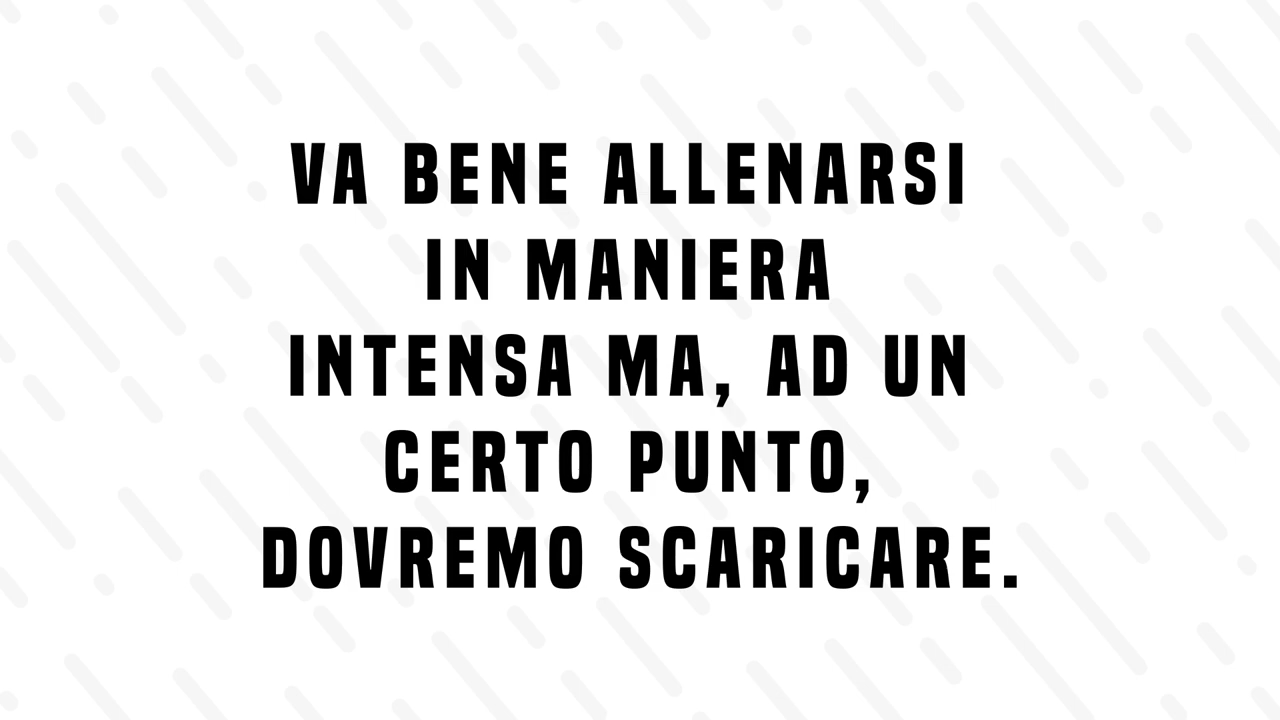 VA BENE ALLENARSI
IN MANIERA
INTENSA MA, AD UN
CERTO PUNTO,
DOVREMO SCARICARE.